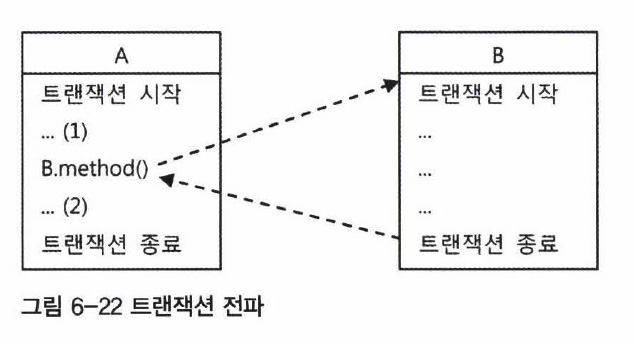 A
트랜잭션 시작
... (1)
B.method()
... (2)
트랜잭션 종료
B
트랜잭션 시작
...
...
...
트랜잭션 종료
그림 6-22 트랜잭션 전파